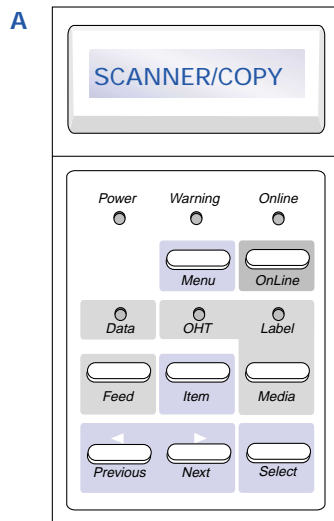 A
SCANNER/COPY
Power Warning Online
Menu OnLine
Data OHT Label
Feed Item Media
Previous Next Select